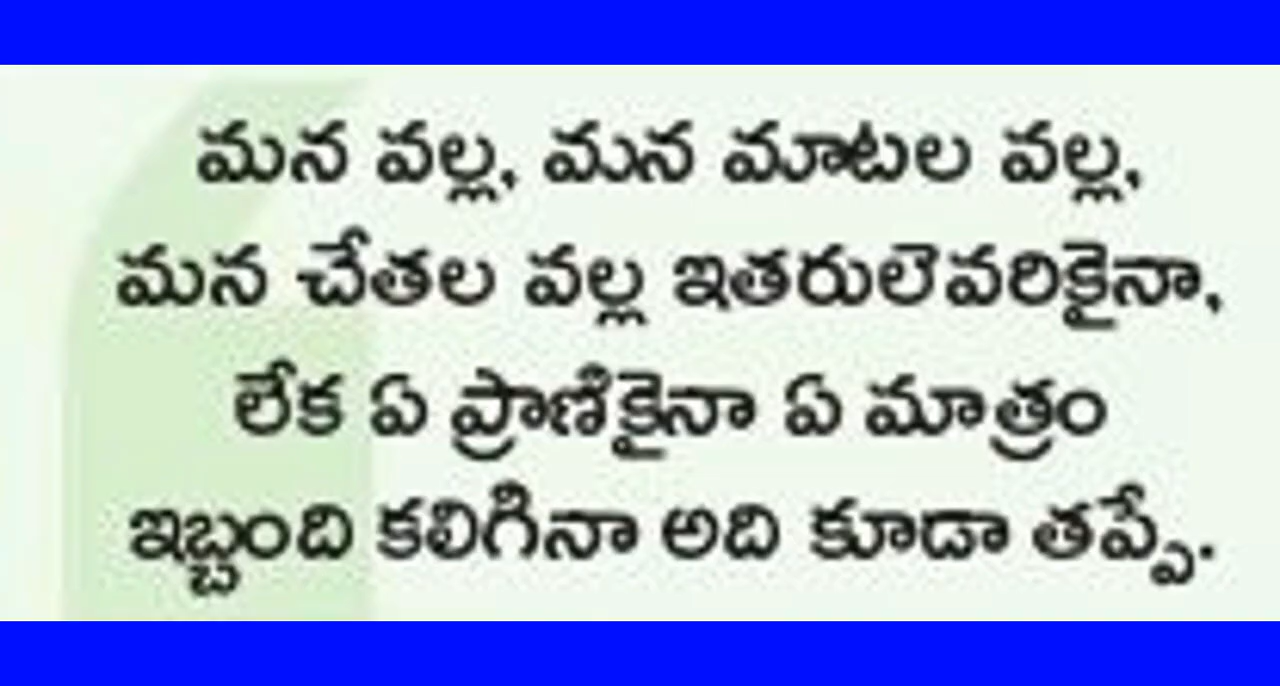 మన వల్ల, మన మాటల వల్ల,
మన చేతల వల్ల ఇతరులెవరికైనా,
లేక ఏ ప్రాణికైనా ఏ మాత్రం
ఇబ్బంది కలిగినా అది కూడా తప్పే.